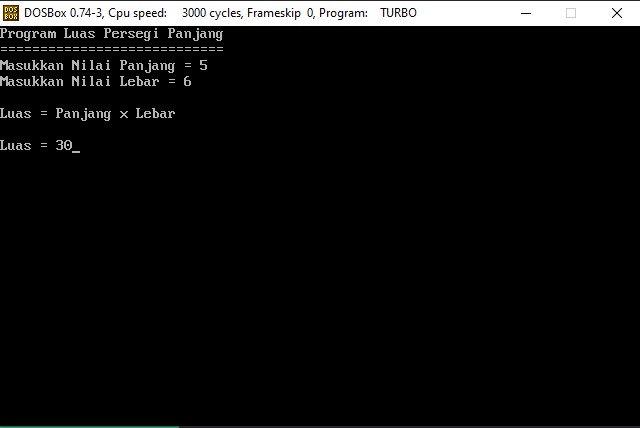 DOS
BOX
DOSBox 0.74-3, Cpu speed: 3000 cycles, Frameskip 0, Program: TURBO
Program Luas Persegi Panjang
============================
Masukkan Nilai Panjang = 5
Masukkan Nilai Lebar = 6
Luas = Panjang x Lebar
Luas = 30_